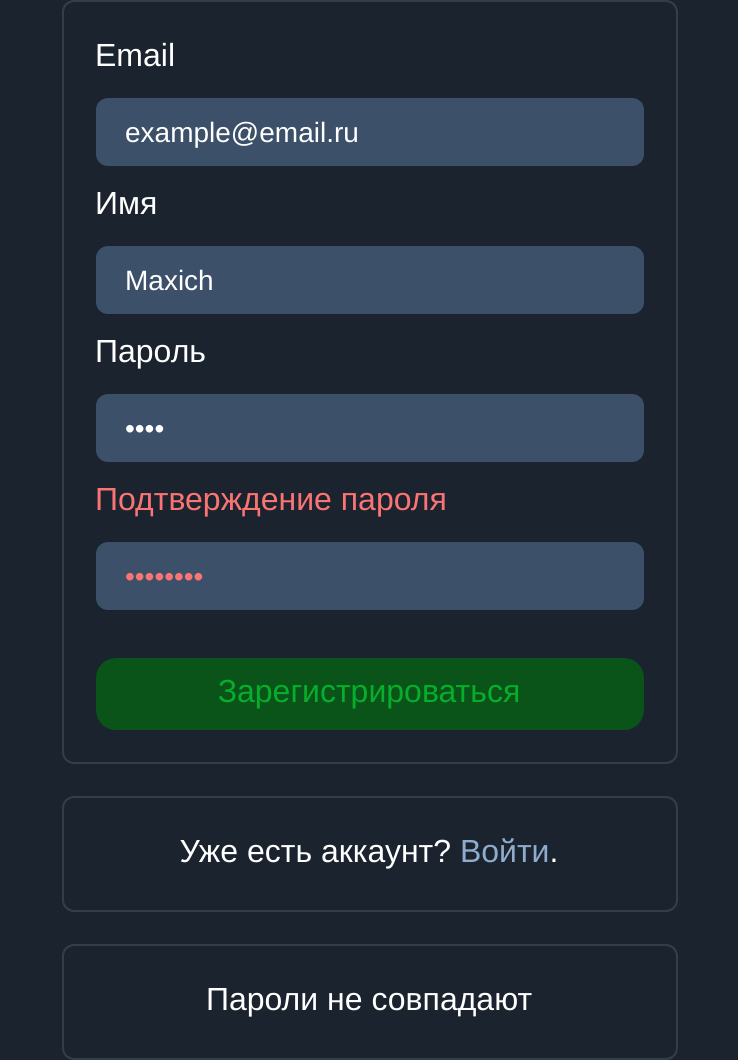 Email
example@email.ru
Имя
Maxich
Пароль
••••
Подтверждение пароля
••••••••
Зарегистрироваться
Уже есть аккаунт? Войти.
Пароли не совпадают